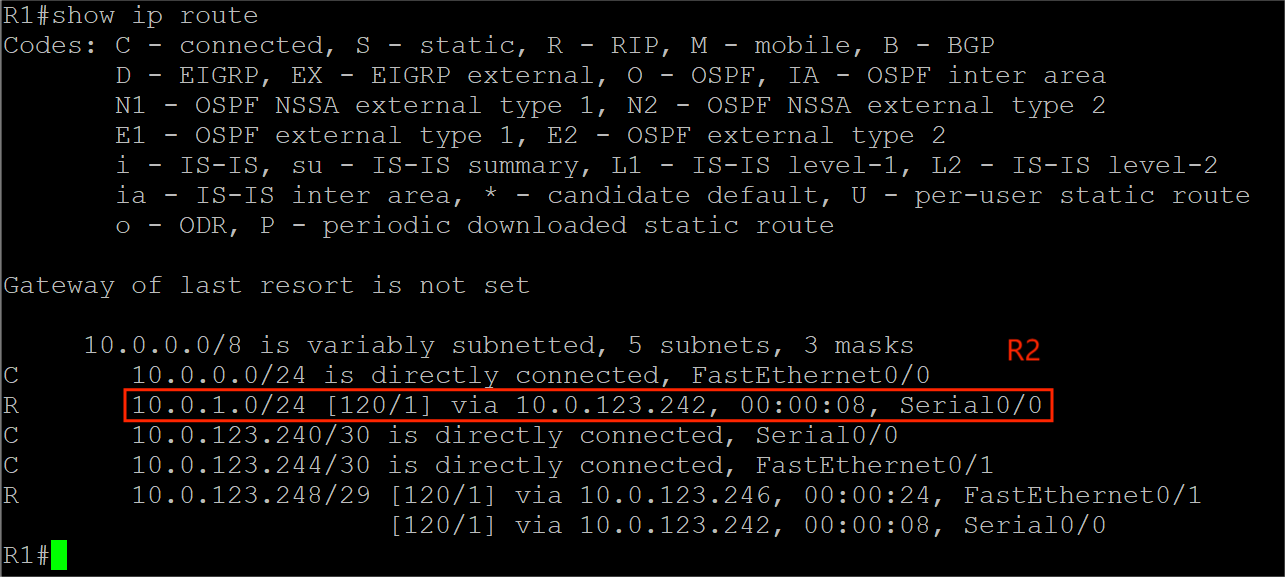 R1#show ip route
Codes: C - connected, S - static, R - RIP, M - mobile, B - BGP
D - EIGRP, EX - EIGRP external, O - OSPF, IA - OSPF inter area
N1 - OSPF NSSA external type 1, N2 - OSPF NSSA external type 2
E1 - OSPF external type 1, E2 - OSPF external type 2
i - IS-IS, su - IS-IS summary, L1 - IS-IS level-1, L2 - IS-IS level-2
ia - IS-IS inter area, * - candidate default, U - per-user static route
o - ODR, P - periodic downloaded static route
Gateway of last resort is not set
10.0.0.0/8 is variably subnetted, 5 subnets, 3 masks
R2
C 10.0.0.0/24 is directly connected, FastEthernet0/0
R 10.0.1.0/24 [120/1] via 10.0.123.242, 00:00:08, Serial0/0
C 10.0.123.240/30 is directly connected, Serial0/0
C 10.0.123.244/30 is directly connected, FastEthernet0/1
R 10.0.123.248/29 [120/1] via 10.0.123.246, 00:00:24, FastEthernet0/1
[120/1] via 10.0.123.242, 00:00:08, Serial0/0
R1#